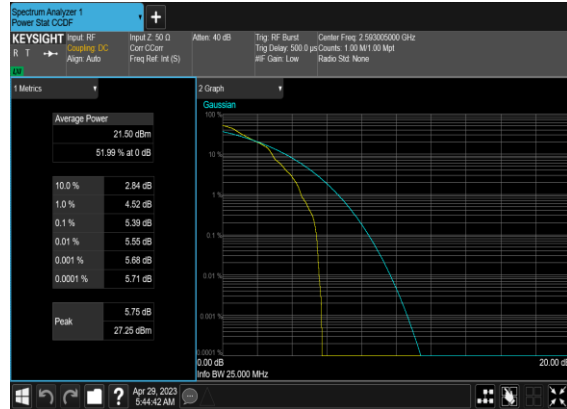 Spectrum Analyzer 1
Power Stat CCDF
KEYSIGHT
R T
Input: RF
Coupling: DC
Align: Auto
Input Z: 50 Ω
Corr CCorr
Freq Ref: Int (S)
Atten: 40 dB
Trig: RF Burst
Trig Delay: 500.0 µs
#IF Gain: Low
Center Freq: 2.593005000 GHz
Counts: 1.00 M/1.00 Mpt
Radio Std: None
1 Metrics
Average Power
21.50 dBm
51.99 % at 0 dB
10.0 % 2.84 dB
1.0 % 4.52 dB
0.1 % 5.39 dB
0.01 % 5.55 dB
0.001 % 5.68 dB
0.0001 % 5.71 dB
Peak
5.75 dB
27.25 dBm
2 Graph
Gaussian
100 %
10 %
1 %
0.1 %
0.01 %
0.001 %
0.0001 %
0.00 dB
20.00 dB
Info BW 25.000 MHz
?
Apr 29, 2023
5:44:42 AM